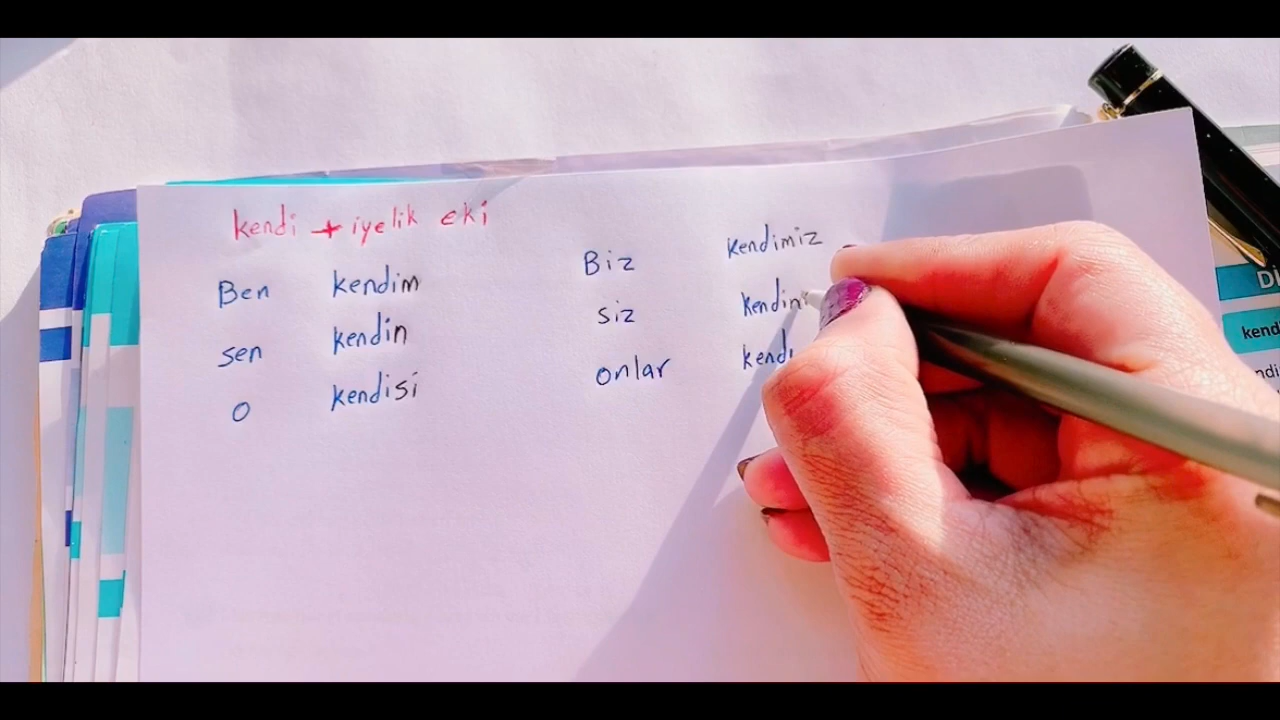 kendi + iyelik eki
Ben kendim
sen kendin
o kendisi
Biz kendimiz
siz
onlar